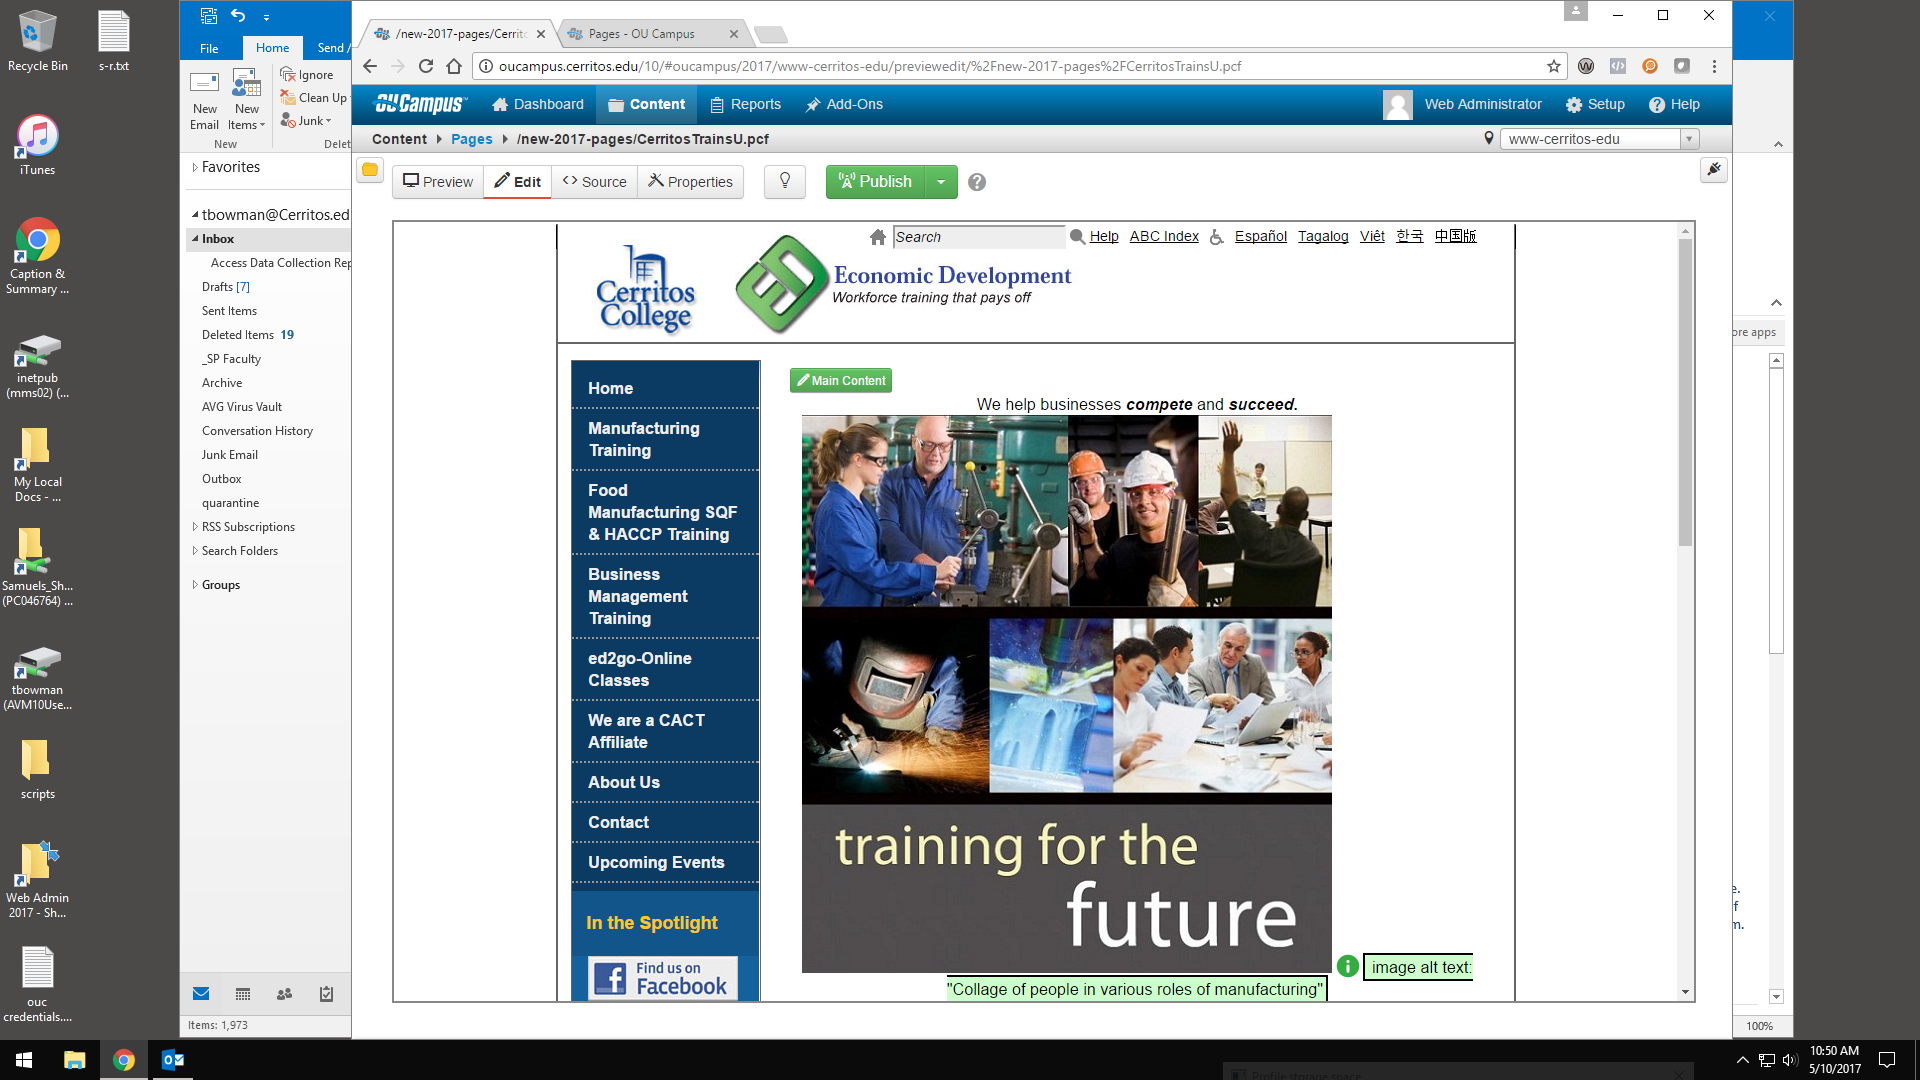 Recycle Bin
s-r.txt
iTunes
Caption &
Summary ...
inetpub
(mms02) (...
My Local
Docs - ...
Samuels_Sh...
(PC046764) ...
tbowman
(AVM10Use...
scripts
Web Admin
2017 - Sh...
ouc
credentials....
File
Home
Send /
New
Email
New
Items
Ignore
Clean Up
Junk
New
Delet
Favorites
tbowman@Cerritos.ed
Inbox
Access Data Collection Rep
Drafts [7]
Sent Items
Deleted Items 19
_SP Faculty
Archive
AVG Virus Vault
Conversation History
Junk Email
Outbox
quarantine
RSS Subscriptions
Search Folders
Groups
Items: 1,973
/new-2017-pages/Cerrito
Pages - OU Campus
oucampus.cerritos.edu/10/#oucampus/2017/www-cerritos-edu/previewedit/%2Fnew-2017-pages%2FCerritosTrainsU.pcf
OU Campus
Dashboard
Content
Reports
Add-Ons
Web Administrator
Setup
Help
Content
Pages
/new-2017-pages/CerritosTrainsU.pcf
www-cerritos-edu
Preview
Edit
Source
Properties
Publish
Search
Help
ABC Index
Español
Tagalog
Viêt
한국
中国版
Cerritos
College
ED
Economic Development
Workforce training that pays off
Home
Manufacturing
Training
Food
Manufacturing SQF
& HACCP Training
Business
Management
Training
ed2go-Online
Classes
We are a CACT
Affiliate
About Us
Contact
Upcoming Events
In the Spotlight
Find us on
Facebook
Main Content
We help businesses compete and succeed.
training for the
future
image alt text:
"Collage of people in various roles of manufacturing"
ore apps
e.
f
m.
100%
Profile storage space
10:50 AM
5/10/2017